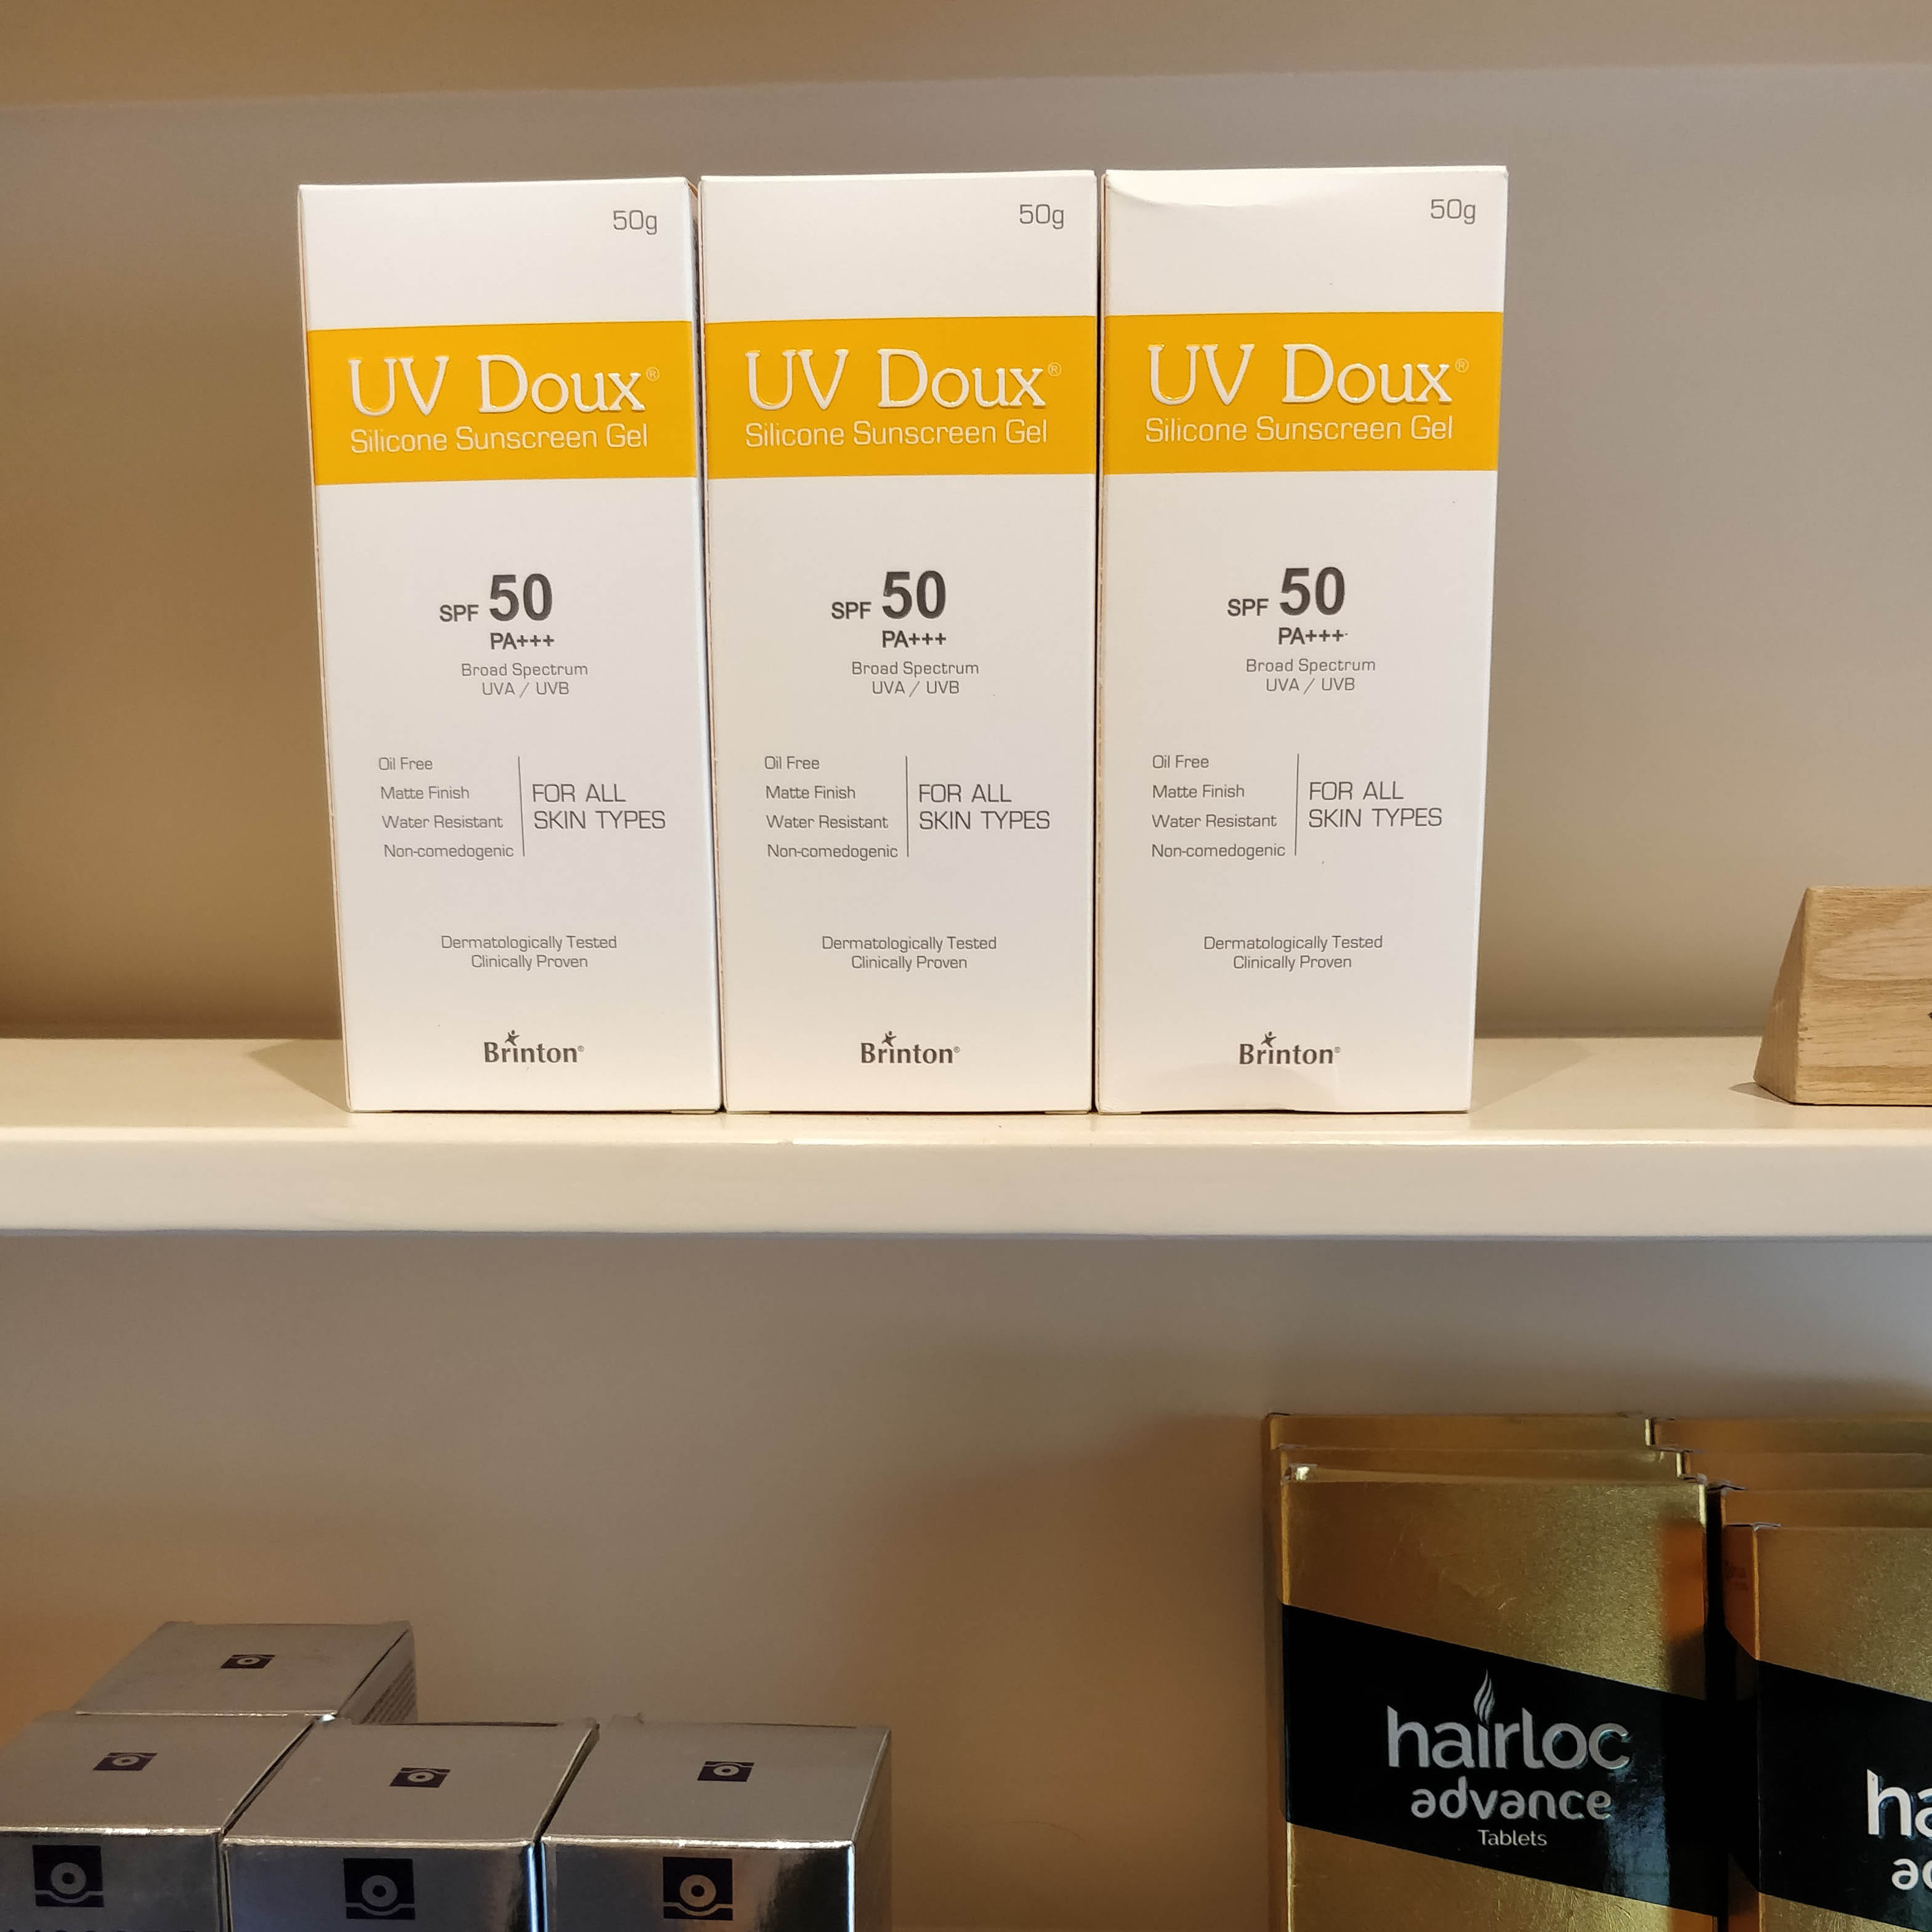 50g
UV Doux®
Silicone Sunscreen Gel
SPF 50
PA+++
Broad Spectrum
UVA / UVB
Oil Free
Matte Finish
Water Resistant
Non-comedogenic
FOR ALL
SKIN TYPES
Dermatologically Tested
Clinically Proven
Brinton®
50g
UV Doux®
Silicone Sunscreen Gel
SPF 50
PA+++
Broad Spectrum
UVA / UVB
Oil Free
Matte Finish
Water Resistant
Non-comedogenic
FOR ALL
SKIN TYPES
Dermatologically Tested
Clinically Proven
Brinton®
50g
UV Doux®
Silicone Sunscreen Gel
SPF 50
PA+++
Broad Spectrum
UVA / UVB
Oil Free
Matte Finish
Water Resistant
Non-comedogenic
FOR ALL
SKIN TYPES
Dermatologically Tested
Clinically Proven
Brinton®
hairloc
advance
Tablets
ha
ad